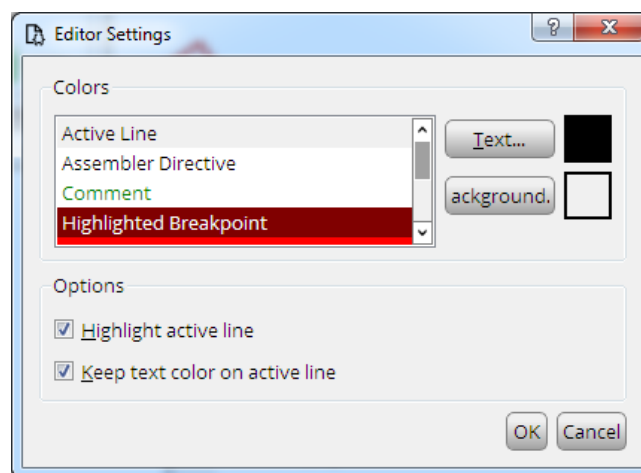 Editor Settings
?
X
Colors
Active Line
Assembler Directive
Comment
Highlighted Breakpoint
Text...
ackground.
Options
Highlight active line
Keep text color on active line
OK
Cancel